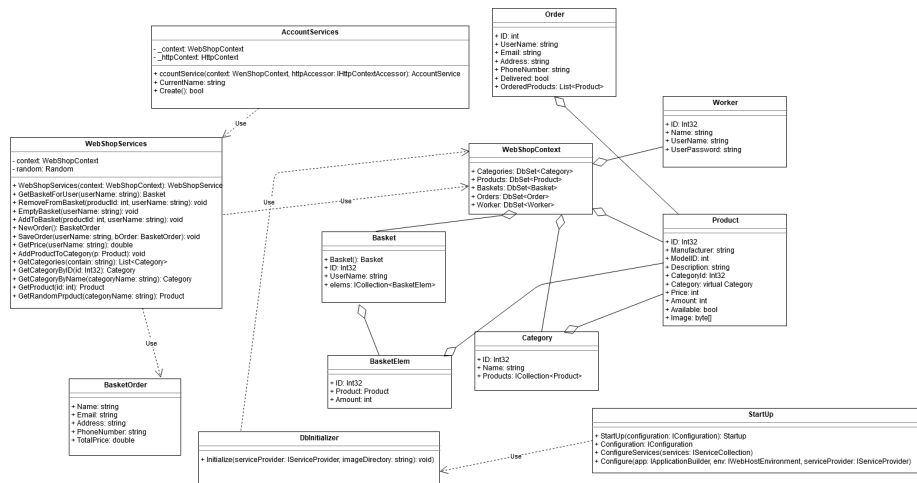 Order
+ ID: int
+ UserName: string
+ Email: string
+ Address: string
+ PhoneNumber: string
+ Delivered: bool
+ OrderedProducts: List<Product>
AccountServices
- _context: WebShopContext
- _httpContext: HttpContext
+ ccountService(context: WenShopContext, httpAccessor: IHttpContextAccessor): AccountService
+ CurrentName: string
+ Create(): bool
Use
Worker
+ ID: Int32
+ Name: string
+ UserName: string
+ UserPassword: string
WebShopServices
- context: WebShopContext
- random: Random
+ WebShopServices(context: WebShopContext): WebShopService
+ GetBasketForUser(userName: string): Basket
+ RemoveFromBasket(productId: int, userName: string): void
+ EmptyBasket(userName: string): void
+ AddToBasket(productId: int, userName: string): void
+ NewOrder(): BasketOrder
+ SaveOrder(userName: string, bOrder: BasketOrder): void
+ GetPrice(userName: string): double
+ AddProductToCategory(p: Product): void
+ GetCategories(contain: string): List<Category>
+ GetCategoryByID(id: Int32): Category
+ GetCategoryByName(categoryName: string): Category
+ GetProduct(id: int): Product
+ GetRandomPrpduct(categoryName: string): Product
WebShopContext
+ Categories: DbSet<Category>
+ Products: DbSet<Product>
+ Baskets: DbSet<Basket>
+ Orders: DbSet<Order>
+ Worker: DbSet<Worker>
Use
Use
Product
+ ID: Int32
+ Manufacturer: string
+ ModelID: int
+ Description: string
+ CategoryId: Int32
+ Category: virtual Category
+ Price: int
+ Amount: int
+ Available: bool
+ Image: byte[]
Basket
+ Basket(): Basket
+ ID: Int32
+ UserName: string
+ elems: ICollection<BasketElem>
Use
Category
+ ID: Int32
+ Name: string
+ Products: ICollection<Product>
BasketElem
+ ID: Int32
+ Product: Product
+ Amount: int
BasketOrder
+ Name: string
+ Email: string
+ Address: string
+ PhoneNumber: string
+ TotalPrice: double
DbInitializer
+ Initialize(serviceProvider: IServiceProvider, imageDirectory: string): void)
Use
StartUp
+ StartUp(configuration: IConfiguration): Startup
+ Configuration: IConfiguration
+ ConfigureServices(services: IServiceCollection)
+ Configure(app: IApplicationBuilder, env: IWebHostEnvironment, serviceProvider: IServiceProvider)